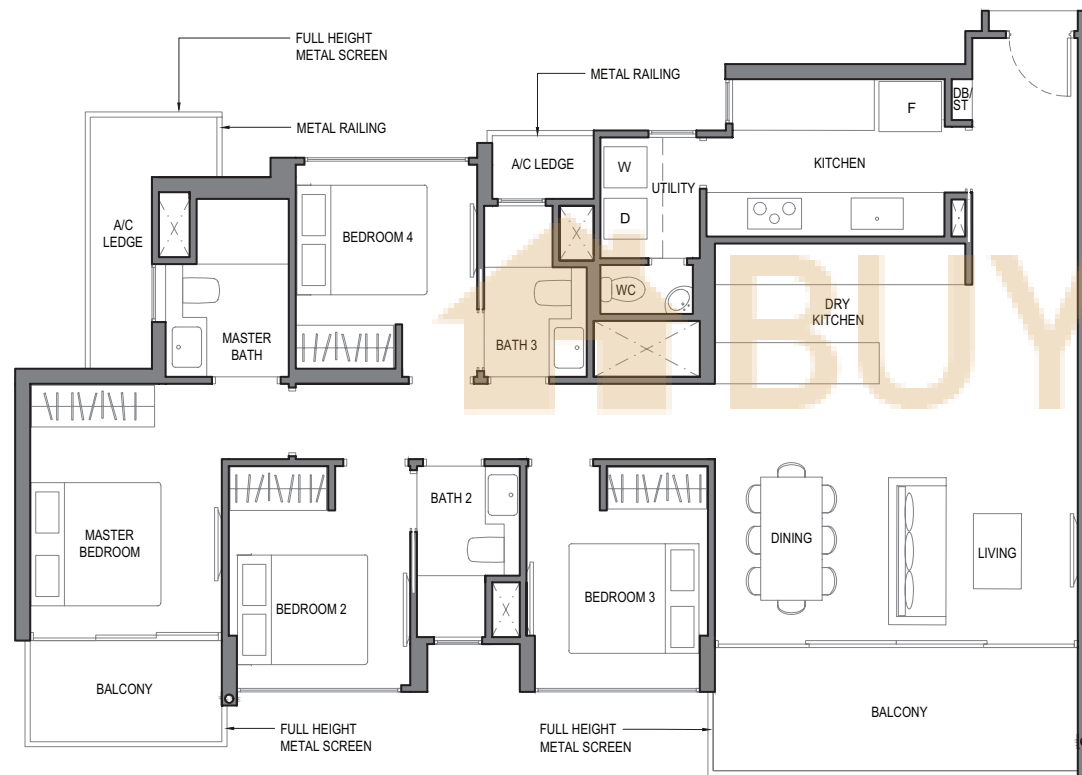 FULL HEIGHT
METAL SCREEN
METAL RAILING
METAL RAILING
DB/
ST
F
A/C LEDGE
W
UTILITY
KITCHEN
A/C
LEDGE
BEDROOM 4
D
WC
DRY
KITCHEN
MASTER
BATH
BATH 3
BUY
BATH 2
MASTER
BEDROOM
DINING
LIVING
BEDROOM 2
BEDROOM 3
BALCONY
BALCONY
FULL HEIGHT
METAL SCREEN
FULL HEIGHT
METAL SCREEN